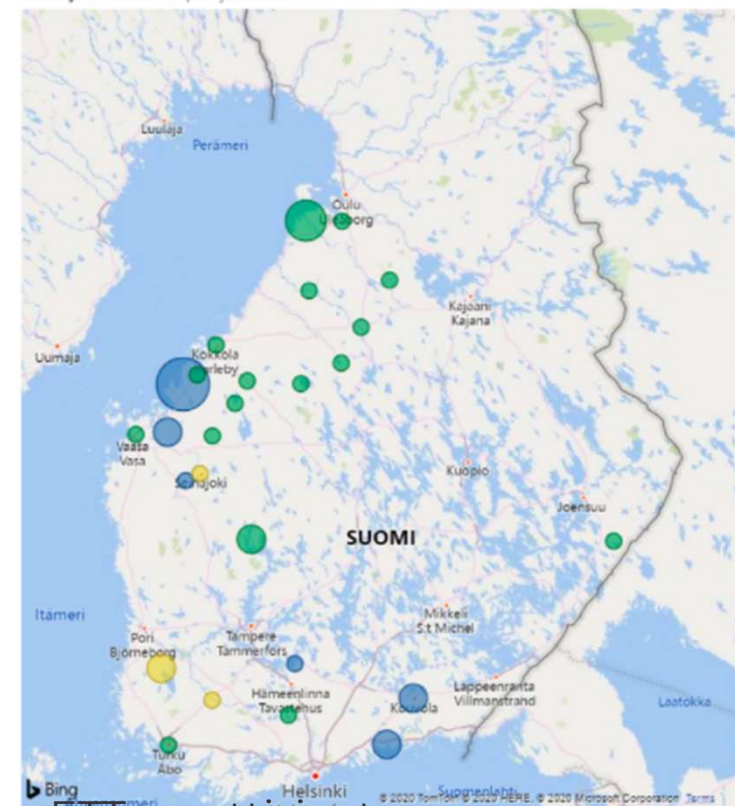 Luulaja
Perämeri
Oulu
Uleåborg
Kajaani
Kajana
Uumaja
Kokkola
Vaasa
Vasa
Seinäjoki
Kuopio
Joensuu
SUOMI
Itämeri
Mikkeli
S:t Michel
Pori
Björneborg
Tampere
Tammerfors
Hämeenlinna
Tavastehus
Lappeenranta
Villmanstrand
Kouvola
Laatokka
Turku
Åbo
Helsinki
Suomenlahti
Bing
© 2020 TomTom © 2020 HERE, © 2020 Microsoft Corporation Terms